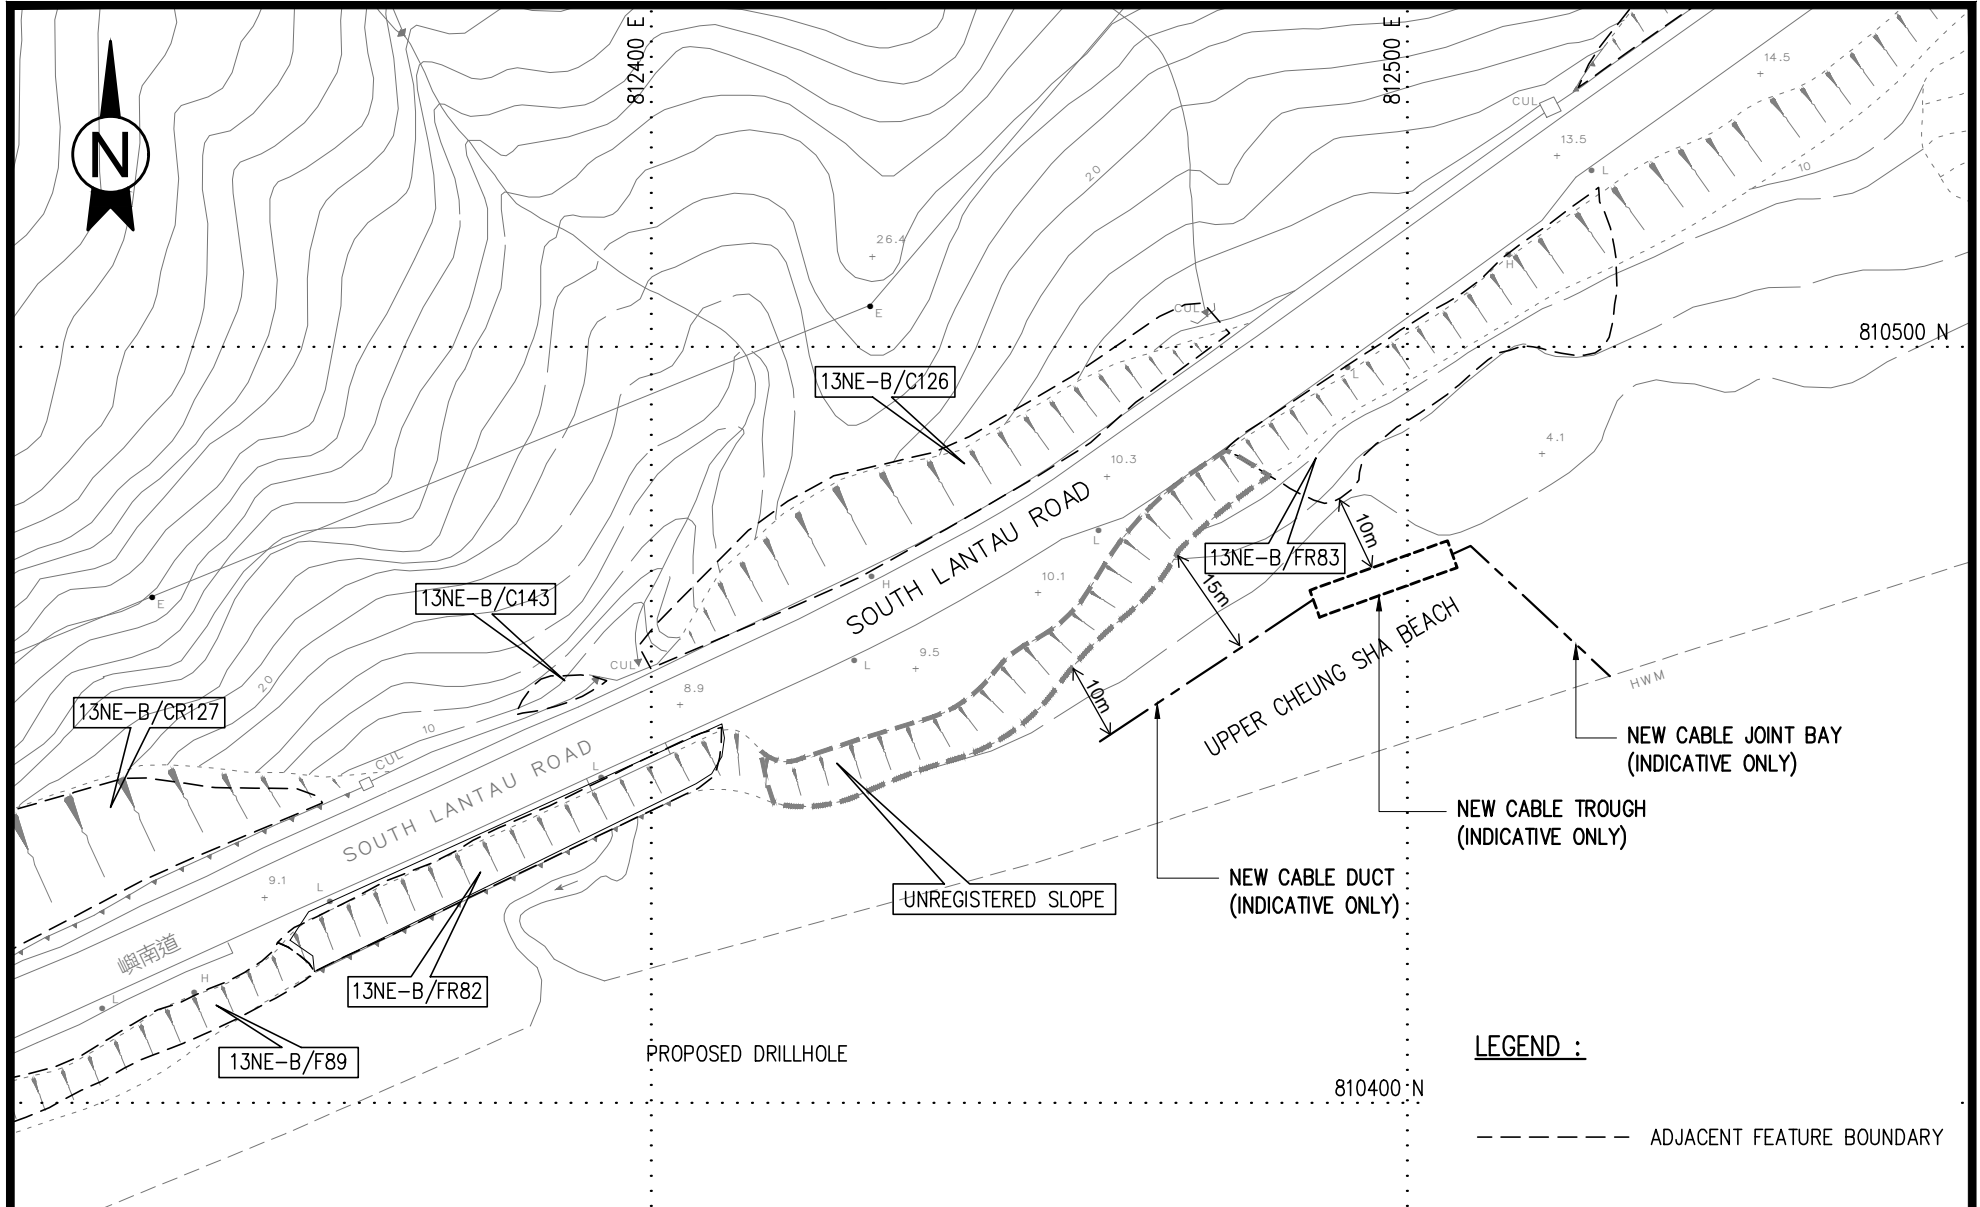 812400 E
812500 E
14.5
CUL
13.5
L
N
20
10
26.4
H
E
CUL
810500 N
13NE-B/C126
L
4.1
10.3
SOUTH LANTAU ROAD
L
10m
13NE-B/FR83
H
15m
10.1
E
13NE-B/C143
UPPER CHEUNG SHA BEACH
CUL
L
9.5
20
8.9
10m
HWM
13NE-B/CR127
10
NEW CABLE JOINT BAY
(INDICATIVE ONLY)
CUL
L
SOUTH LANTAU ROAD
NEW CABLE TROUGH
(INDICATIVE ONLY)
9.1
L
NEW CABLE DUCT
(INDICATIVE ONLY)
UNREGISTERED SLOPE
嶼南道
H
L
13NE-B/FR82
13NE-B/F89
PROPOSED DRILLHOLE
LEGEND :
810400 N
ADJACENT FEATURE BOUNDARY